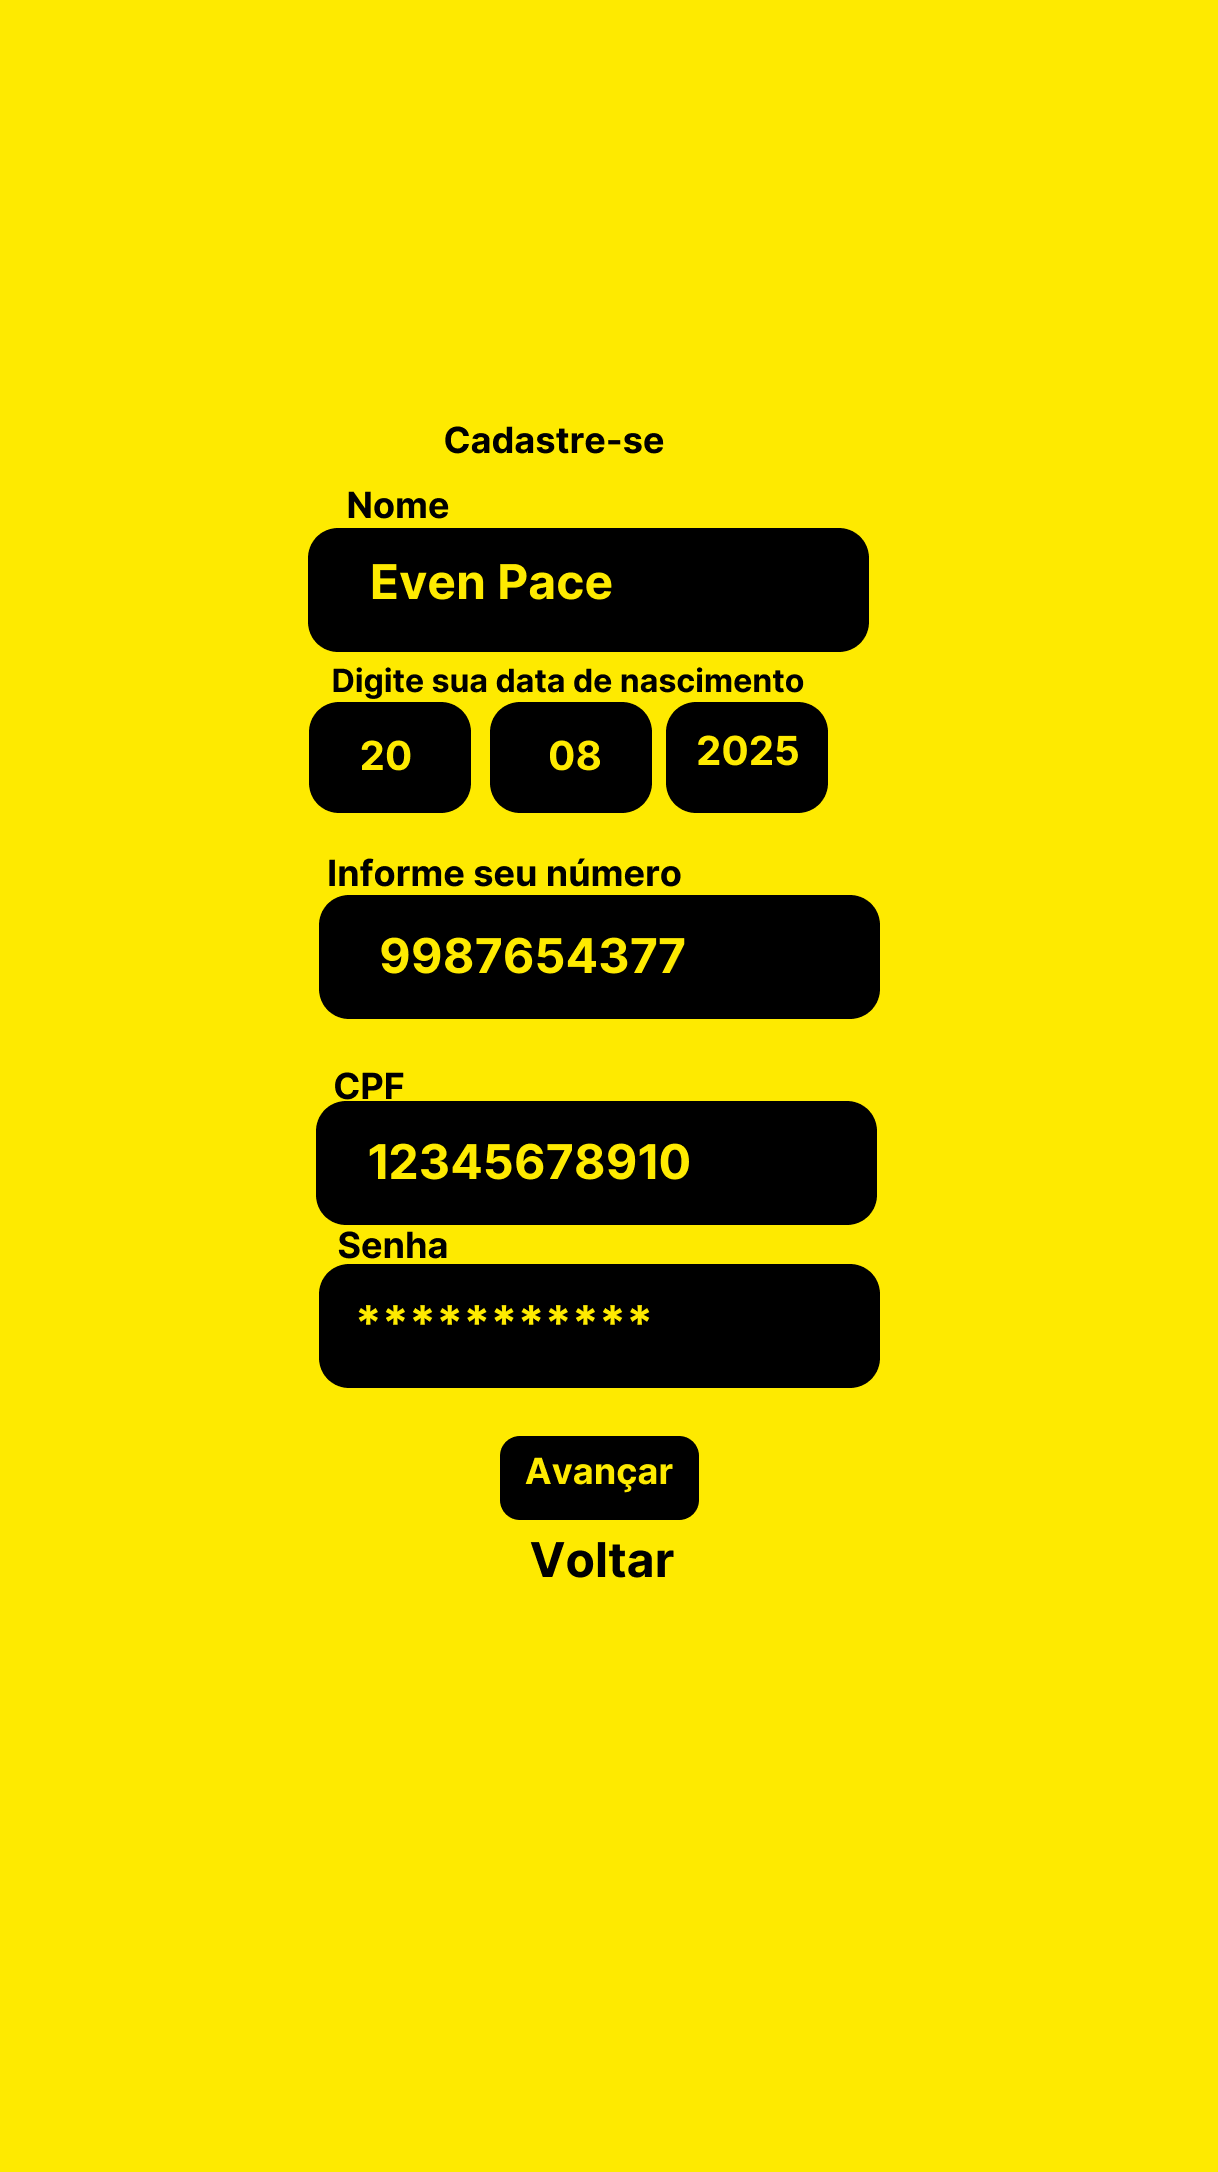 Cadastre-se
Nome
Even Pace
Digite sua data de nascimento
20 08 2025
Informe seu número
9987654377
CPF
12345678910
Senha
***********
Avançar
Voltar